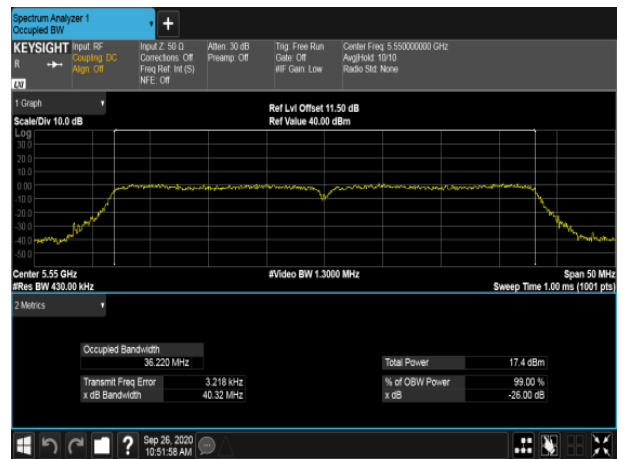 Spectrum Analyzer 1
Occupied BW
+
KEYSIGHT
R
LXI
Input: RF
Coupling: DC
Align: Off
Input Z: 50 Ω
Corrections: Off
Freq Ref: Int (S)
NFE: Off
Atten: 30 dB
Preamp: Off
Trig: Free Run
Gate: Off
#IF Gain: Low
Center Freq: 5.550000000 GHz
Avg|Hold: 10/10
Radio Std: None
1 Graph
Scale/Div 10.0 dB
Ref Lvl Offset 11.50 dB
Ref Value 40.00 dBm
Log
30.0
20.0
10.0
0.00
-10.0
-20.0
-30.0
-40.0
-50.0
Center 5.55 GHz
#Res BW 430.00 kHz
#Video BW 1.3000 MHz
Span 50 MHz
Sweep Time 1.00 ms (1001 pts)
2 Metrics
Occupied Bandwidth
36.220 MHz
Total Power 17.4 dBm
Transmit Freq Error 3.218 kHz
% of OBW Power 99.00 %
x dB Bandwidth 40.32 MHz
x dB -26.00 dB
?
Sep 26, 2020
10:51:58 AM